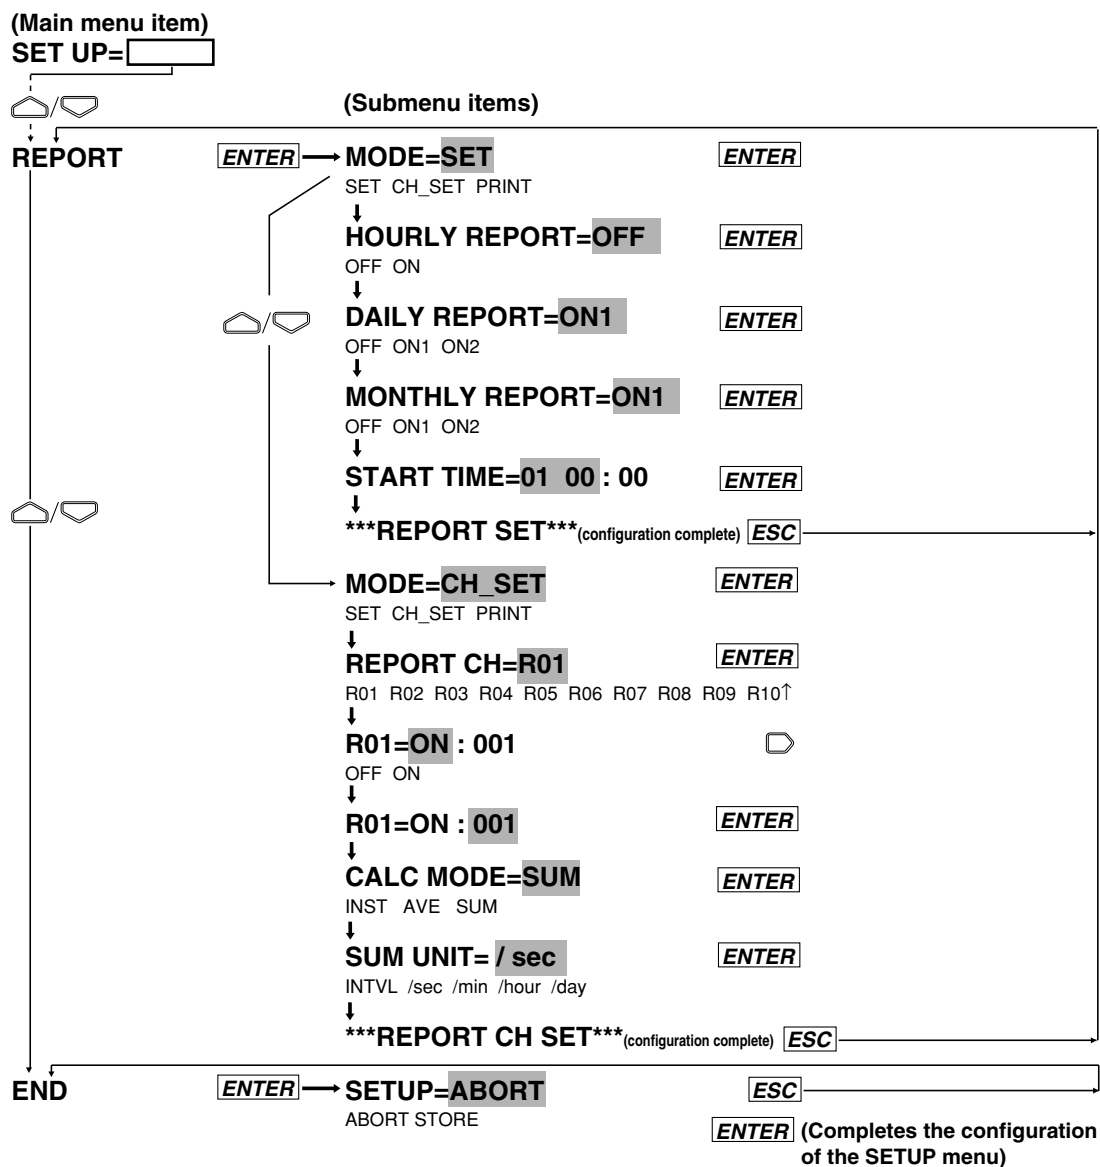 (Main menu item)
SET UP=
/
(Submenu items)
REPORT ENTER MODE=SET ENTER
SET CH_SET PRINT
HOURLY REPORT=OFF ENTER
OFF ON
/ DAILY REPORT=ON1 ENTER
OFF ON1 ON2
MONTHLY REPORT=ON1 ENTER
OFF ON1 ON2
START TIME=01 00 : 00 ENTER
/
***REPORT SET***(configuration complete) ESC
MODE=CH_SET ENTER
SET CH_SET PRINT
REPORT CH=R01 ENTER
R01 R02 R03 R04 R05 R06 R07 R08 R09 R10↑
R01=ON : 001
OFF ON
R01=ON : 001 ENTER
CALC MODE=SUM ENTER
INST AVE SUM
SUM UNIT= / sec ENTER
INTVL /sec /min /hour /day
***REPORT CH SET***(configuration complete) ESC
END ENTER SETUP=ABORT ESC
ABORT STORE
ENTER (Completes the configuration
of the SETUP menu)